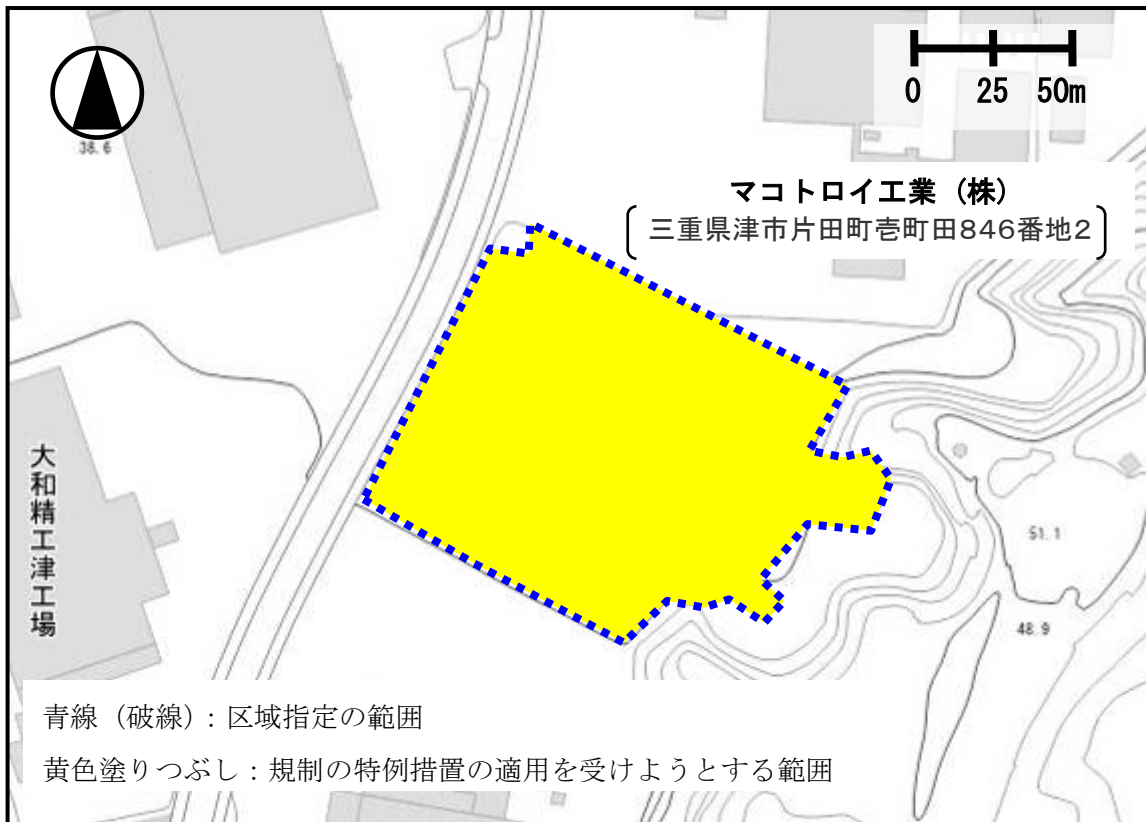 0 25 50m
38.6
マコトロイ工業（株）
三重県津市片田町壱町田846番地2
大和精工津工場
51.1
48.9
青線（破線）：区域指定の範囲
黄色塗りつぶし：規制の特例措置の適用を受けようとする範囲